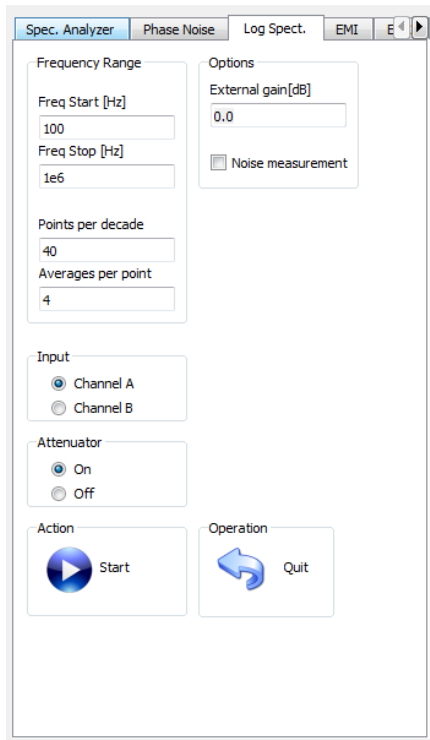 Spec. Analyzer Phase Noise Log Spect. EMI
Frequency Range
Freq Start [Hz]
100
Freq Stop [Hz]
1e6
Points per decade
40
Averages per point
4
Options
External gain[dB]
0.0
Noise measurement
Input
Channel A
Channel B
Attenuator
On
Off
Action
Start
Operation
Quit